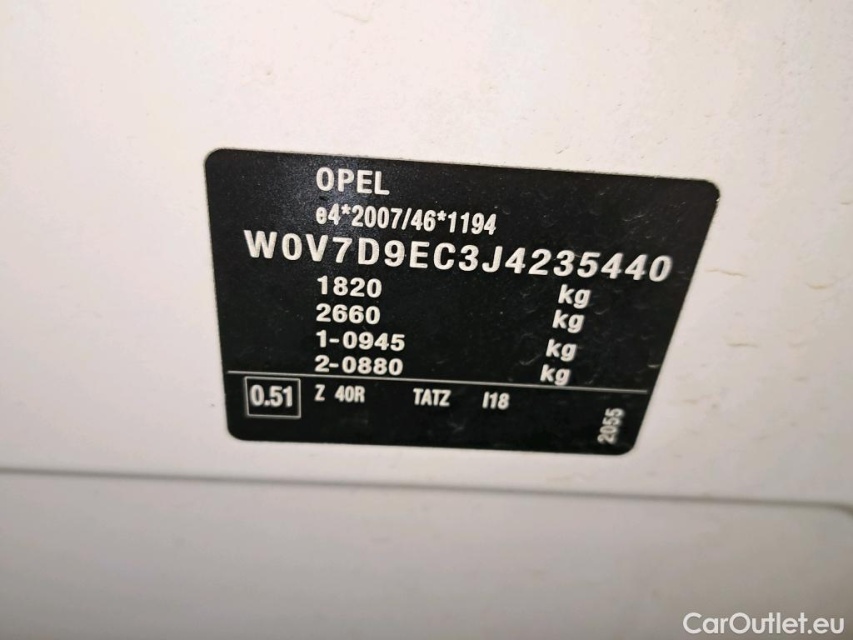 OPEL
e4*2007/46*1194
W0V7D9EC3J4235440
1820 kg
2660 kg
1-0945 kg
2-0880 kg
0.51 Z 40R TATZ I18
2055
CarOutlet.eu